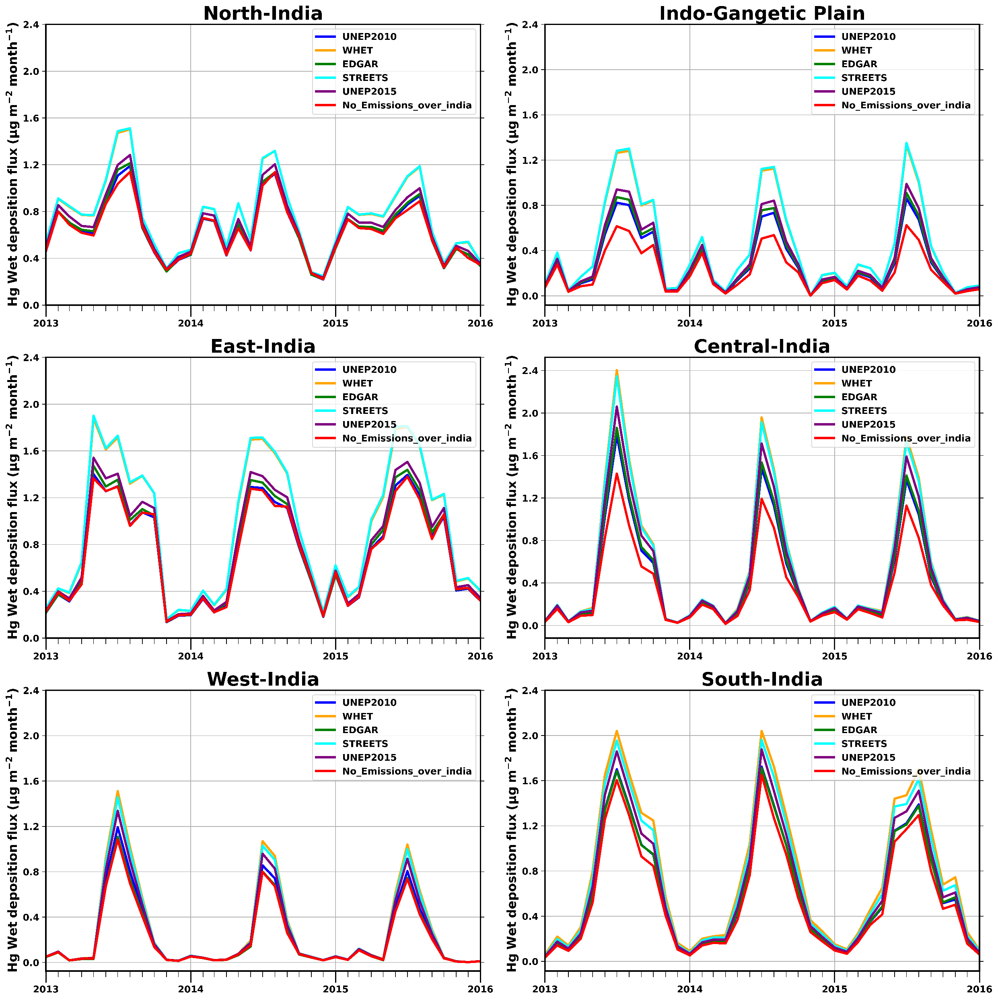 North-India
Hg Wet deposition flux (µg m⁻² month⁻¹)
2.4
2.0
1.6
1.2
0.8
0.4
0.0
2013
2014
2015
2016
UNEP2010
WHET
EDGAR
STREETS
UNEP2015
No_Emissions_over_india
Indo-Gangetic Plain
Hg Wet deposition flux (µg m⁻² month⁻¹)
2.4
2.0
1.6
1.2
0.8
0.4
0.0
2013
2014
2015
2016
UNEP2010
WHET
EDGAR
STREETS
UNEP2015
No_Emissions_over_india
East-India
Hg Wet deposition flux (µg m⁻² month⁻¹)
2.4
2.0
1.6
1.2
0.8
0.4
0.0
2013
2014
2015
2016
UNEP2010
WHET
EDGAR
STREETS
UNEP2015
No_Emissions_over_india
Central-India
Hg Wet deposition flux (µg m⁻² month⁻¹)
2.4
2.0
1.6
1.2
0.8
0.4
0.0
2013
2014
2015
2016
UNEP2010
WHET
EDGAR
STREETS
UNEP2015
No_Emissions_over_india
West-India
Hg Wet deposition flux (µg m⁻² month⁻¹)
2.4
2.0
1.6
1.2
0.8
0.4
0.0
2013
2014
2015
2016
UNEP2010
WHET
EDGAR
STREETS
UNEP2015
No_Emissions_over_india
South-India
Hg Wet deposition flux (µg m⁻² month⁻¹)
2.4
2.0
1.6
1.2
0.8
0.4
0.0
2013
2014
2015
2016
UNEP2010
WHET
EDGAR
STREETS
UNEP2015
No_Emissions_over_india